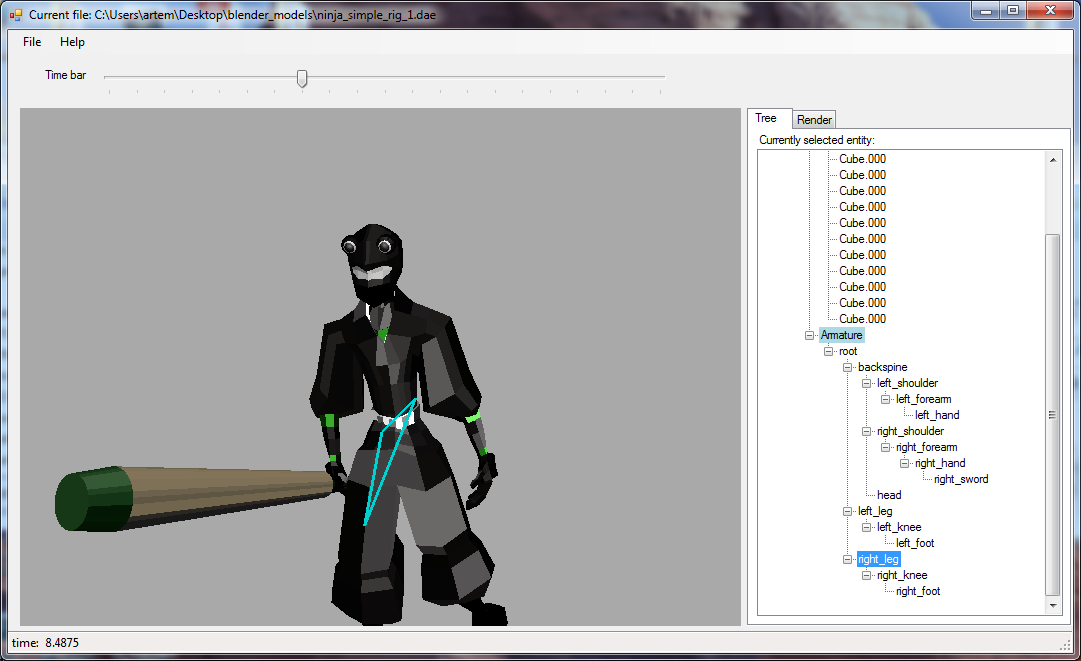 Current file: C:\Users\artem\Desktop\blender_models\ninja_simple_rig_1.dae
File Help
Time bar
Tree Render
Currently selected entity:
Cube.000
Cube.000
Cube.000
Cube.000
Cube.000
Cube.000
Cube.000
Cube.000
Cube.000
Cube.000
Cube.000
Armature
root
backspine
left_shoulder
left_forearm
left_hand
right_shoulder
right_forearm
right_hand
right_sword
head
left_leg
left_knee
left_foot
right_leg
right_knee
right_foot
time: 8.4875